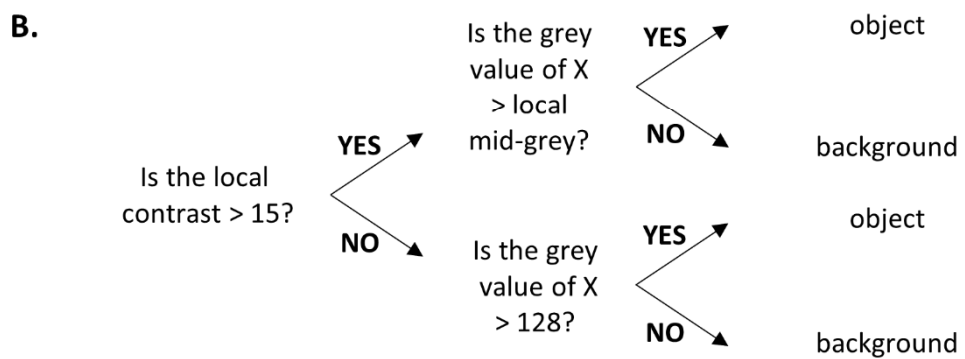 B.
Is the local
contrast > 15?
YES
NO
Is the grey
value of X
> local
mid-grey?
YES
NO
object
background
Is the grey
value of X
> 128?
YES
NO
object
background